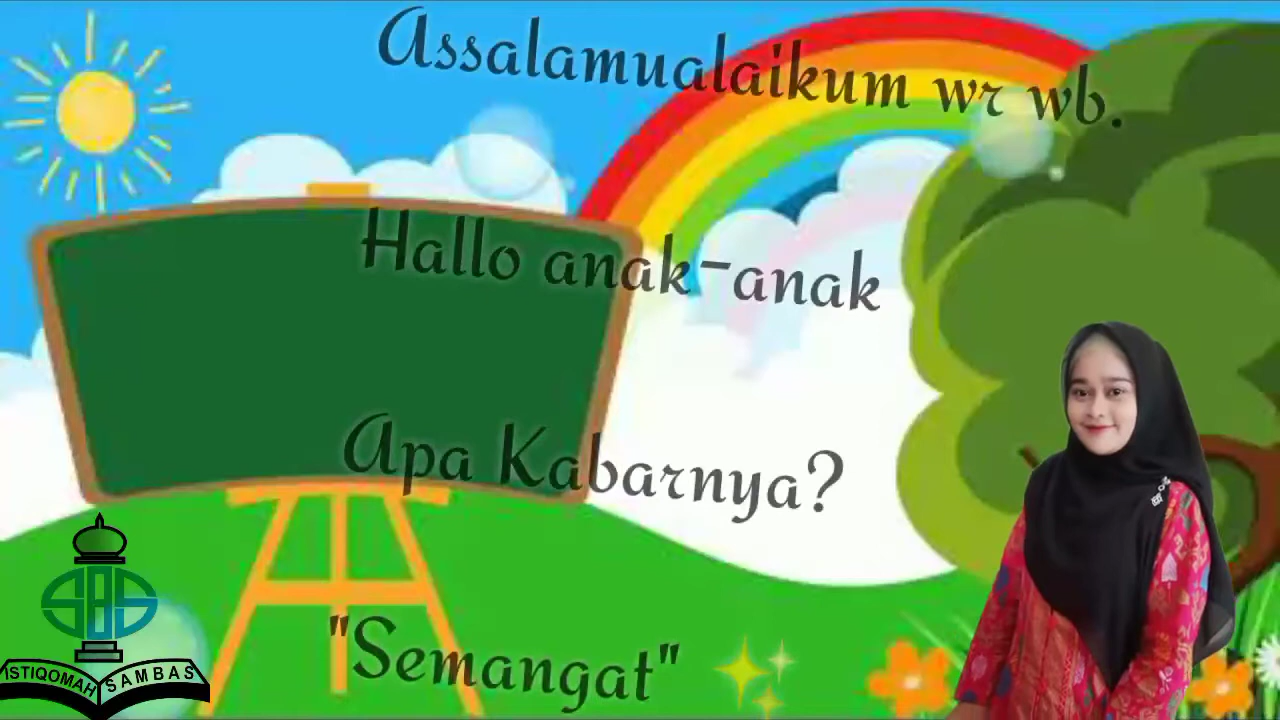 Assalamualaikum wr wb.
Hallo anak-anak
Apa Kabarnya?
"Semangat"
ISTIQOMAH SAMBAS